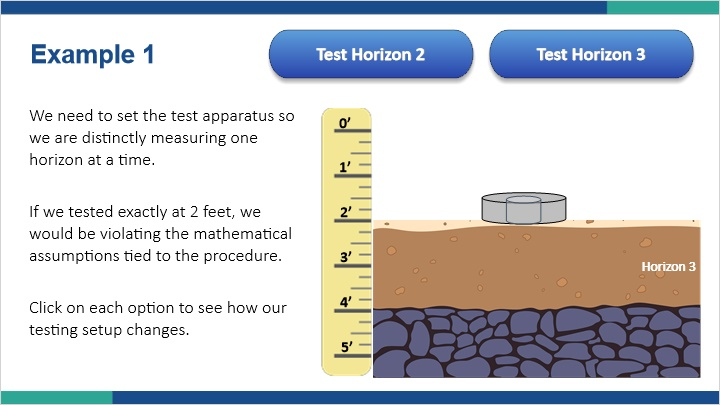 Example 1
Test Horizon 2
Test Horizon 3
We need to set the test apparatus so
we are distinctly measuring one
horizon at a time.
If we tested exactly at 2 feet, we
would be violating the mathematical
assumptions tied to the procedure.
Click on each option to see how our
testing setup changes.
0’
1’
2’
3’
4’
5’
Horizon 3